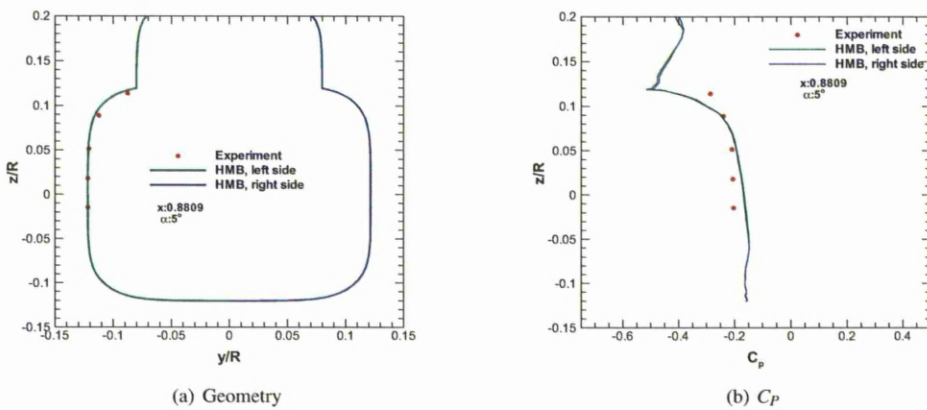 0.2
0.15
0.1
0.05
0
-0.05
-0.1
-0.15
z/R
-0.15 -0.1 -0.05 0 0.05 0.1 0.15
y/R
Experiment
HMB, left side
HMB, right side
x:0.8809
α:5°
(a) Geometry
0.2
0.15
0.1
0.05
0
-0.05
-0.1
-0.15
z/R
-0.6 -0.4 -0.2 0 0.2 0.4
Cp
Experiment
HMB, left side
HMB, right side
x:0.8809
α:5°
(b) CP